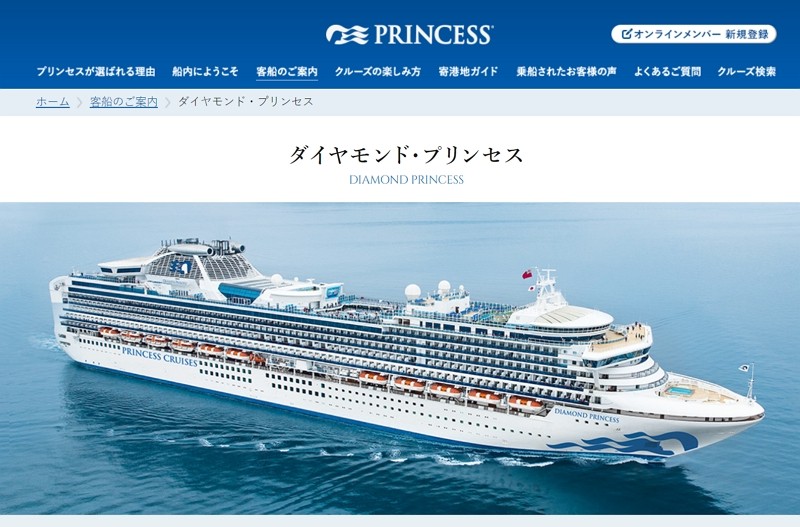 PRINCESS
オンラインメンバー 新規登録
プリンセスが選ばれる理由 船内にようこそ 客船のご案内 クルーズの楽しみ方 寄港地ガイド 乗船されたお客様の声 よくあるご質問 クルーズ検索
ホーム > 客船のご案内 > ダイヤモンド・プリンセス
ダイヤモンド・プリンセス
DIAMOND PRINCESS
PRINCESS CRUISES
DIAMOND PRINCESS